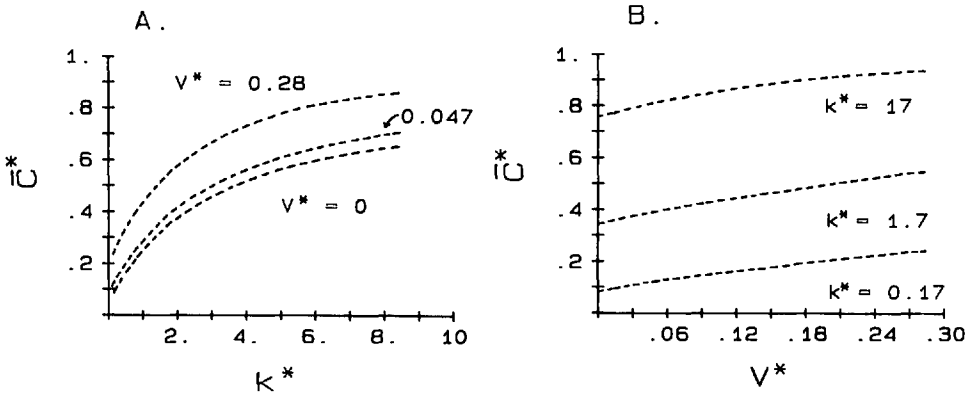 A.
1.
.8
.6
.4
.2
C̄*
V* = 0.28
0.047
V* = 0
2. 4. 6. 8. 10
k*
B.
1.
.8
.6
.4
.2
C̄*
k* = 17
k* = 1.7
k* = 0.17
.06 .12 .18 .24 .30
V*